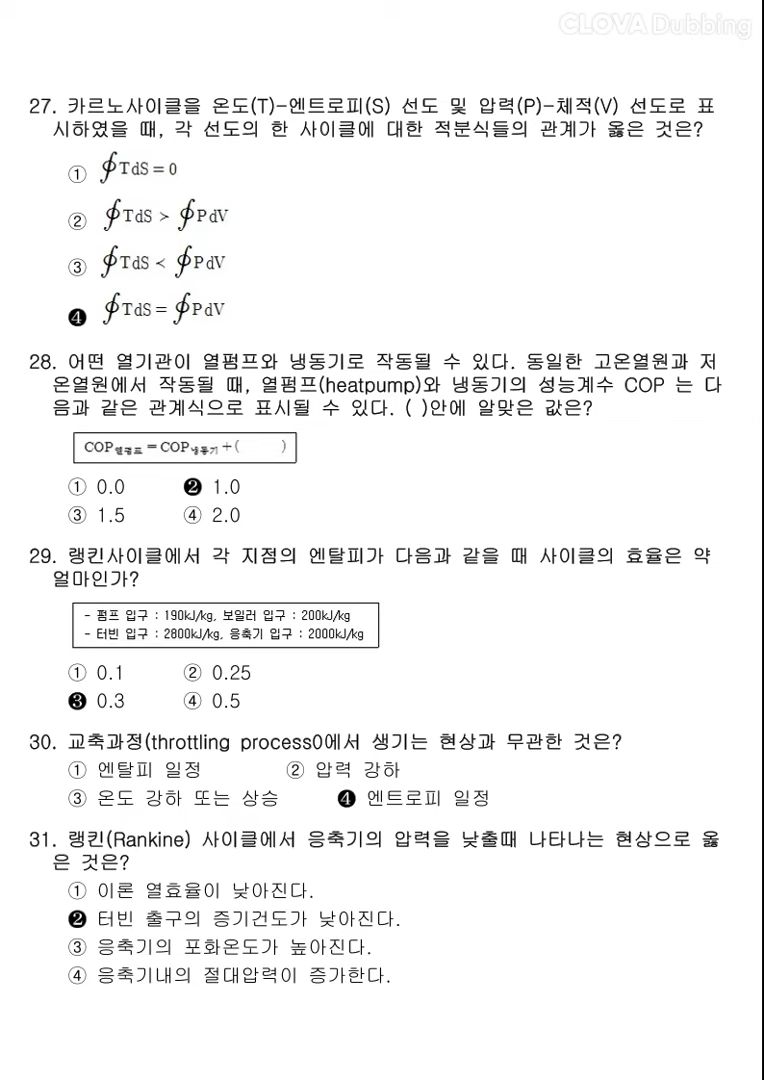 CLOVA Dubbing
27. 카르노사이클을 온도(T)-엔트로피(S) 선도 및 압력(P)-체적(V) 선도로 표
시하였을 때, 각 선도의 한 사이클에 대한 적분식들의 관계가 옳은 것은?
① ∮TdS = 0
② ∮TdS > ∮PdV
③ ∮TdS < ∮PdV
❹ ∮TdS = ∮PdV
28. 어떤 열기관이 열펌프와 냉동기로 작동될 수 있다. 동일한 고온열원과 저
온열원에서 작동될 때, 열펌프(heatpump)와 냉동기의 성능계수 COP 는 다
음과 같은 관계식으로 표시될 수 있다. ( )안에 알맞은 값은?
COP열펌프 = COP냉동기 + ( )
① 0.0 ❷ 1.0
③ 1.5 ④ 2.0
29. 랭킨사이클에서 각 지점의 엔탈피가 다음과 같을 때 사이클의 효율은 약
얼마인가?
- 펌프 입구 : 190kJ/kg, 보일러 입구 : 200kJ/kg
- 터빈 입구 : 2800kJ/kg, 응축기 입구 : 2000kJ/kg
① 0.1 ② 0.25
❸ 0.3 ④ 0.5
30. 교축과정(throttling process0에서 생기는 현상과 무관한 것은?
① 엔탈피 일정 ② 압력 강하
③ 온도 강하 또는 상승 ❹ 엔트로피 일정
31. 랭킨(Rankine) 사이클에서 응축기의 압력을 낮출때 나타나는 현상으로 옳
은 것은?
① 이론 열효율이 낮아진다.
❷ 터빈 출구의 증기건도가 낮아진다.
③ 응축기의 포화온도가 높아진다.
④ 응축기내의 절대압력이 증가한다.